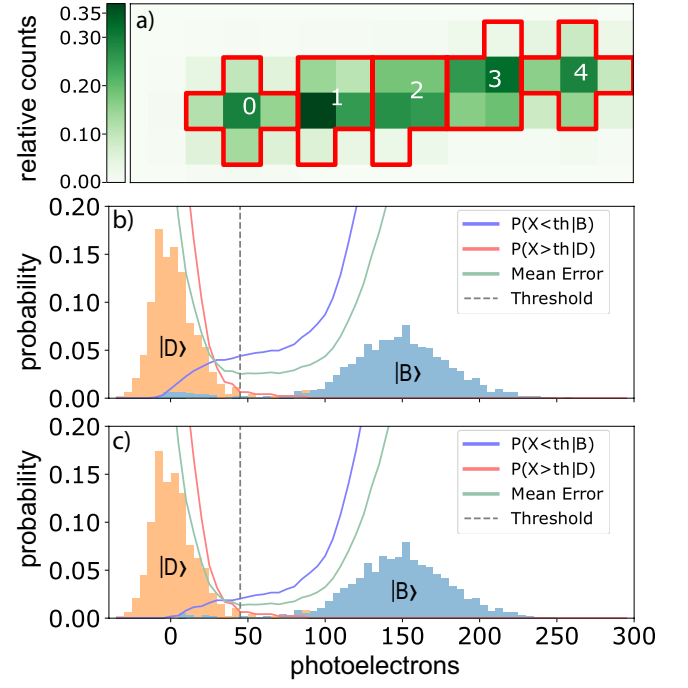 a)
relative counts
0.37
0.30
0.20
0.10
0.00
0
1
2
3
4
b)
probability
0.20
0.15
0.10
0.05
0.00
|D⟩
|B⟩
P(X<th|B)
P(X>th|D)
Mean Error
Threshold
c)
probability
0.20
0.15
0.10
0.05
0.00
|D⟩
|B⟩
P(X<th|B)
P(X>th|D)
Mean Error
Threshold
0 50 100 150 200 250 300
photoelectrons